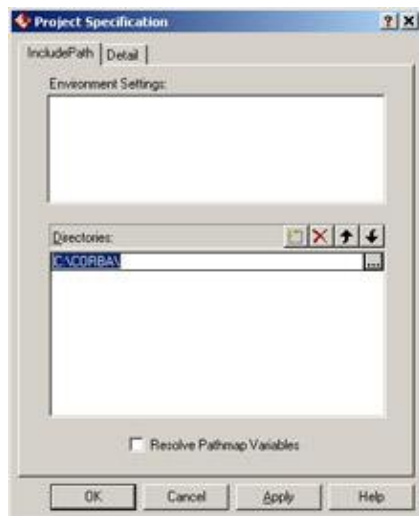 Project Specification
IncludePath
Detail
Environment Settings:
Directories:
C:\CORBA\
...
Resolve Pathmap Variables
OK
Cancel
Apply
Help